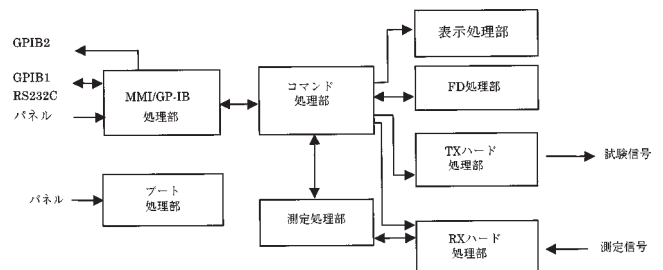 GPIB2
GPIB1
RS232C
パネル
MMI/GP-IB
処理部
コマンド
処理部
表示処理部
FD処理部
TXハード
処理部
試験信号
パネル
ブート
処理部
測定処理部
RXハード
処理部
測定信号